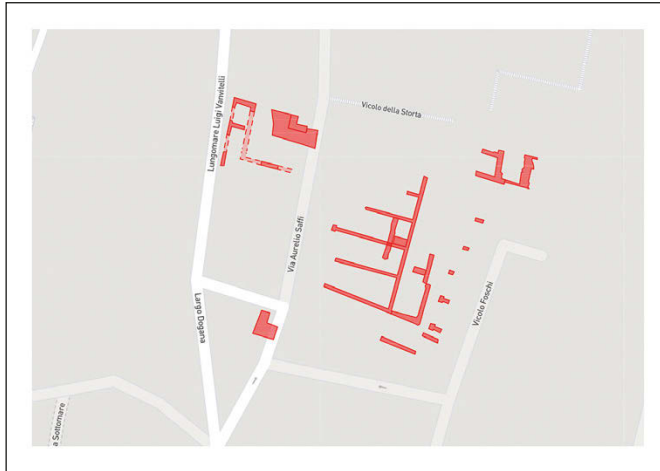 Lungomare Luigi Vanvitelli
Vicolo della Storta
Via Aurelio Saffi
Largo Dogana
Vicolo Foschi
a Sottomare